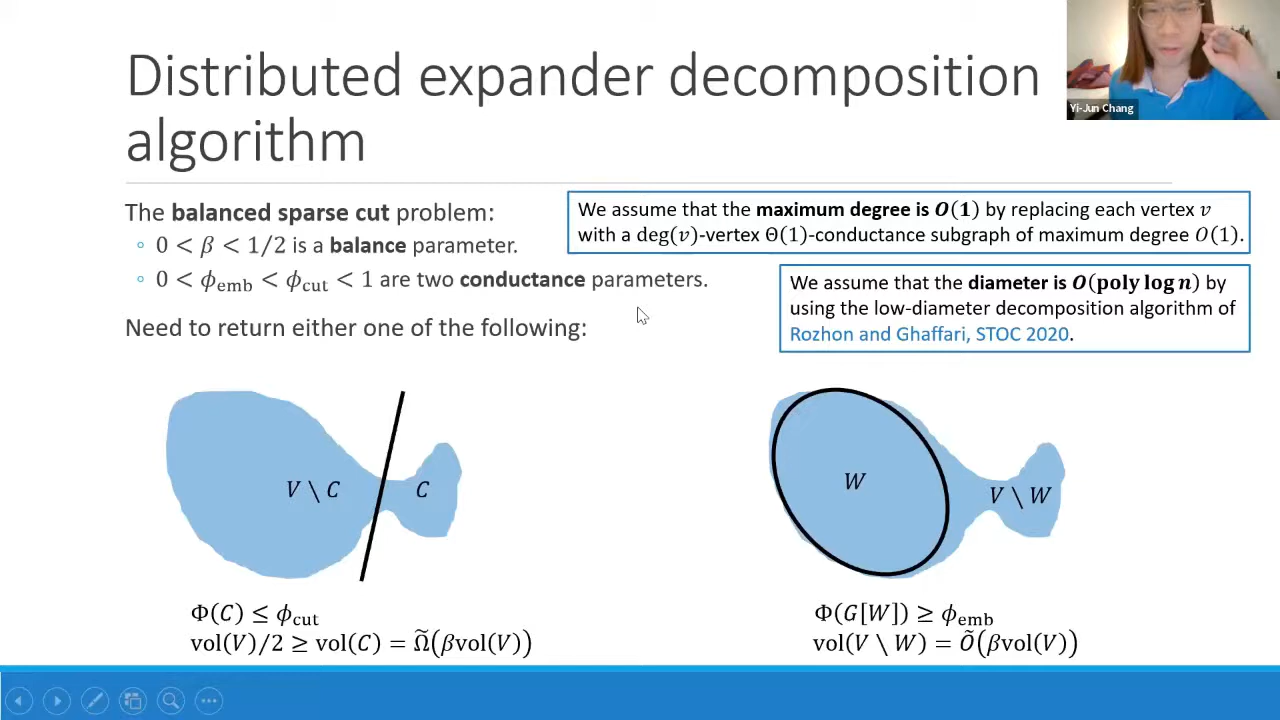 Distributed expander decomposition
algorithm
Yi-Jun Chang
The balanced sparse cut problem:
◦ 0 < β < 1/2 is a balance parameter.
◦ 0 < ϕ_emb < ϕ_cut < 1 are two conductance parameters.
Need to return either one of the following:
We assume that the maximum degree is O(1) by replacing each vertex v
with a deg(v)-vertex Θ(1)-conductance subgraph of maximum degree O(1).
We assume that the diameter is O(poly log n) by
using the low-diameter decomposition algorithm of
Rozhon and Ghaffari, STOC 2020.
V \ C
C
Φ(C) ≤ ϕ_cut
vol(V)/2 ≥ vol(C) = Ω̃(βvol(V))
W
V \ W
Φ(G[W]) ≥ ϕ_emb
vol(V \ W) = Õ(βvol(V))